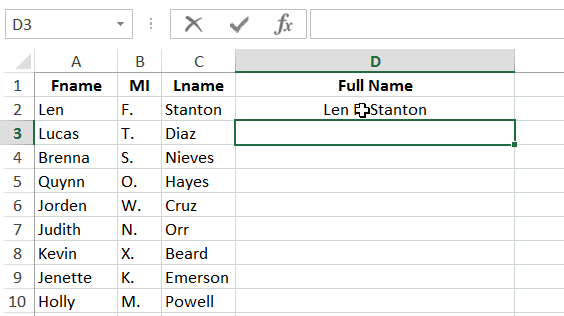 D3 fx
A B C D
1 Fname MI Lname Full Name
2 Len F. Stanton Len Stanton
3 Lucas T. Diaz
4 Brenna S. Nieves
5 Quynn O. Hayes
6 Jorden W. Cruz
7 Judith N. Orr
8 Kevin X. Beard
9 Jenette K. Emerson
10 Holly M. Powell